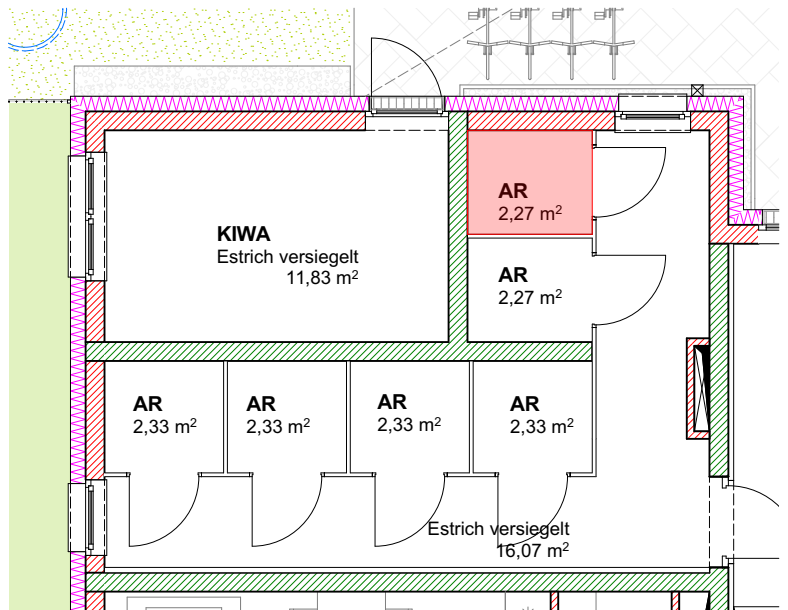 AR
2,27 m²
KIWA
Estrich versiegelt
11,83 m²
AR
2,27 m²
AR
2,33 m²
AR
2,33 m²
AR
2,33 m²
AR
2,33 m²
Estrich versiegelt
16,07 m²